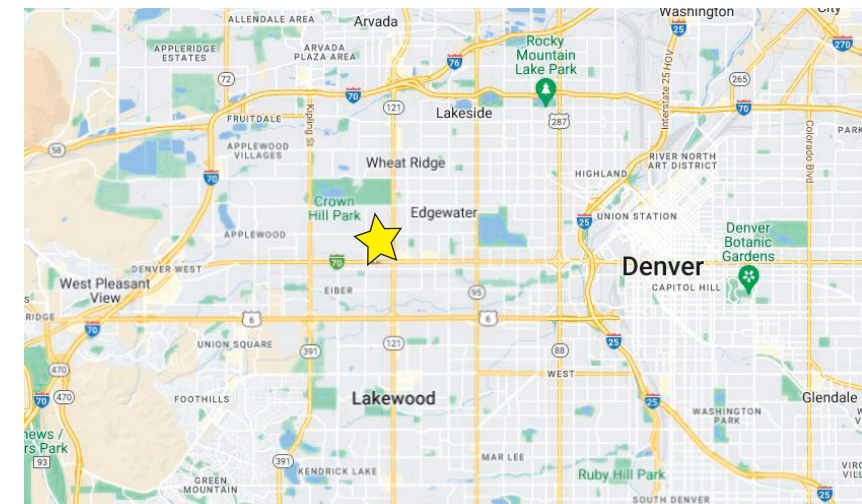 Washington
City
ALLENDALE AREA
Arvada
25
270
APPLERIDGE
ESTATES
ARVADA
PLAZA AREA
Rocky
Mountain
Lake Park
76
72
265
70
121
70
Interstate 25 HOV
Lakeside
FRUITDALE
Kipling St
287
Colorado Blvd
PARK
58
APPLEWOOD
VILLAGES
Wheat Ridge
RIVER NORTH
ART DISTRICT
70
HIGHLAND
Crown
Hill Park
Edgewater
25
UNION STATION
APPLEWOOD
Denver
Botanic
Gardens
70
DENVER WEST
Denver
West Pleasant
View
EIBER
95
CAPITOL HILL
S
RIDGE
6
6
70
UNION SQUARE
391
121
25
88
470
WEST
70
470
FOOTHILLS
Lakewood
25
Glendale
WASHINGTON
PARK
hews /
rs Park
93
391
KENDRICK LAKE
MAR LEE
Ruby Hill Park
VIRG
VILL
GREEN
MOUNTAIN
25
SOUTH DENVER